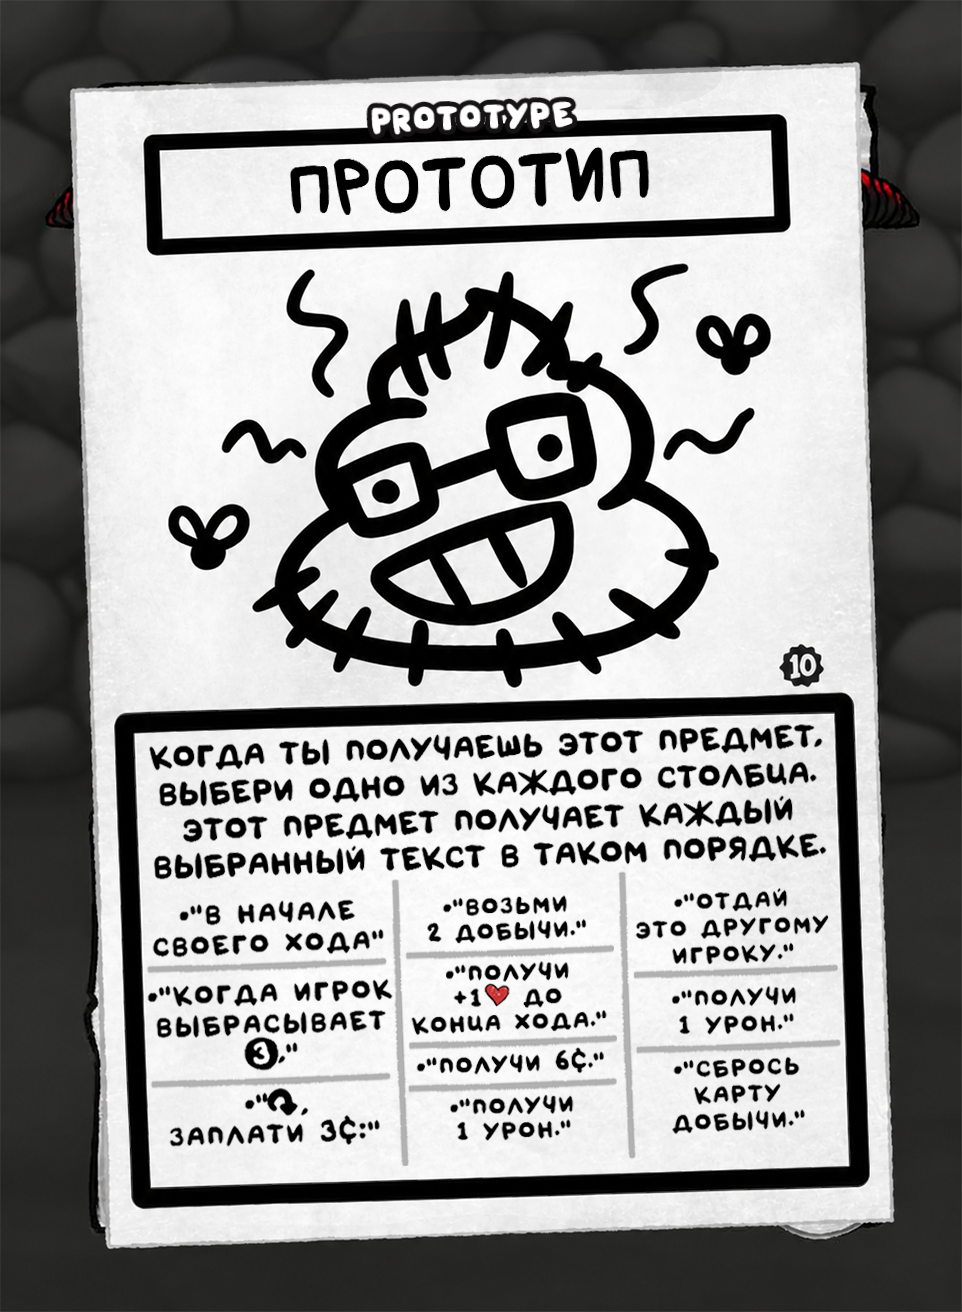 PROTOTYPE
ПРОТОТИП
10
КОГДА ТЫ ПОЛУЧАЕШЬ ЭТОТ ПРЕДМЕТ,
ВЫБЕРИ ОДНО ИЗ КАЖДОГО СТОЛБЦА.
ЭТОТ ПРЕДМЕТ ПОЛУЧАЕТ КАЖДЫЙ
ВЫБРАННЫЙ ТЕКСТ В ТАКОМ ПОРЯДКЕ.
•"В НАЧАЛЕ
СВОЕГО ХОДА"
•"КОГДА ИГРОК
ВЫБРАСЫВАЕТ
3,"
•"↷,
ЗАПЛАТИ 3¢:"
•"ВОЗЬМИ
2 ДОБЫЧИ."
•"ПОЛУЧИ
+1❤ ДО
КОНЦА ХОДА."
•"ПОЛУЧИ 6¢."
•"ПОЛУЧИ
1 УРОН."
•"ОТДАЙ
ЭТО ДРУГОМУ
ИГРОКУ."
•"ПОЛУЧИ
1 УРОН."
•"СБРОСЬ
КАРТУ
ДОБЫЧИ."